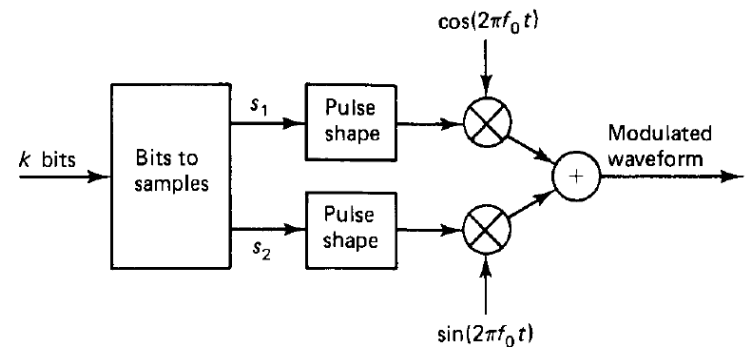 cos(2πf₀t)
s₁
Pulse
shape
Modulated
waveform
k bits
Bits to
samples
+
Pulse
shape
s₂
sin(2πf₀t)